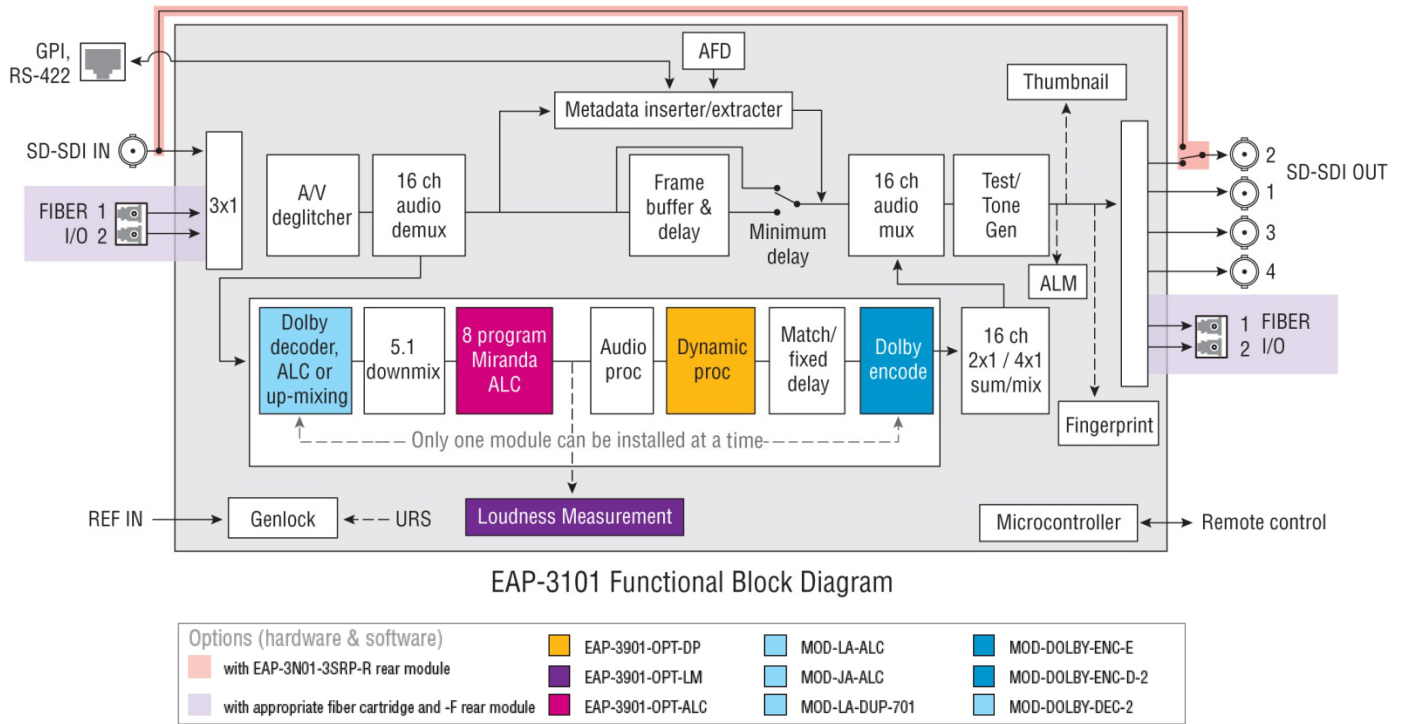 GPI,
RS-422
AFD
Thumbnail
Metadata inserter/extracter
SD-SDI IN
3x1
FIBER 1
I/O 2
A/V
deglitcher
16 ch
audio
demux
Frame
buffer &
delay
Minimum
delay
16 ch
audio
mux
Test/
Tone
Gen
ALM
2
SD-SDI OUT
1
3
4
1 FIBER
2 I/O
Dolby
decoder,
ALC or
up-mixing
5.1
downmix
8 program
Miranda
ALC
Audio
proc
Dynamic
proc
Match/
fixed
delay
Dolby
encode
16 ch
2x1 / 4x1
sum/mix
Only one module can be installed at a time
Fingerprint
REF IN
Genlock
URS
Loudness Measurement
Microcontroller
Remote control
EAP-3101 Functional Block Diagram
Options (hardware & software)
with EAP-3N01-3SRP-R rear module
with appropriate fiber cartridge and -F rear module
EAP-3901-OPT-DP
EAP-3901-OPT-LM
EAP-3901-OPT-ALC
MOD-LA-ALC
MOD-JA-ALC
MOD-LA-DUP-701
MOD-DOLBY-ENC-E
MOD-DOLBY-ENC-D-2
MOD-DOLBY-DEC-2